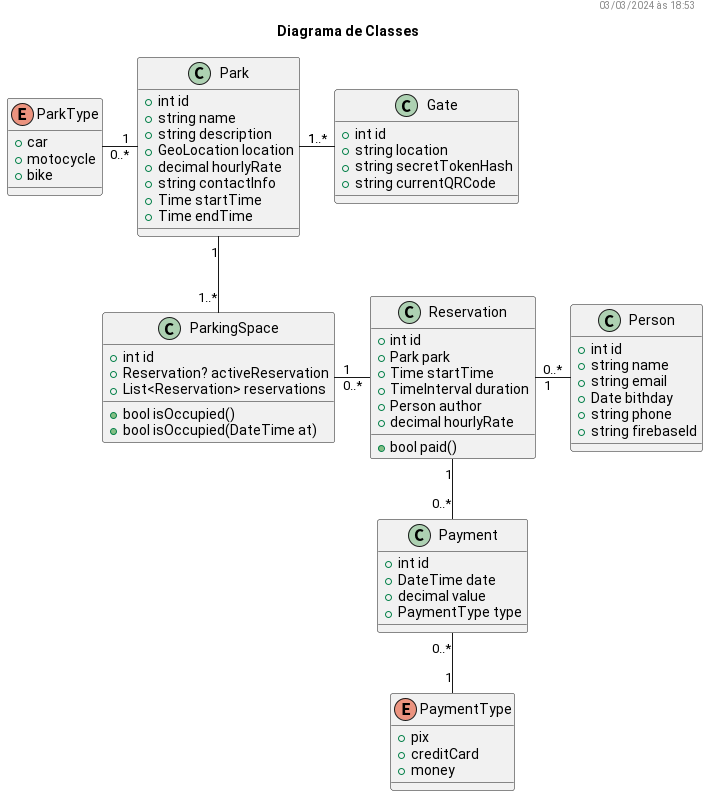 03/03/2024 às 18:53
Diagrama de Classes
E ParkType
car
motocycle
bike
1
0..*
C Park
int id
string name
string description
GeoLocation location
decimal hourlyRate
string contactInfo
Time startTime
Time endTime
1..*
C Gate
int id
string location
string secretTokenHash
string currentQRCode
1
1..*
C ParkingSpace
int id
Reservation? activeReservation
List<Reservation> reservations
bool isOccupied()
bool isOccupied(DateTime at)
1
0..*
C Reservation
int id
Park park
Time startTime
TimeInterval duration
Person author
decimal hourlyRate
bool paid()
0..*
1
C Person
int id
string name
string email
Date bithday
string phone
string firebaseId
1
0..*
C Payment
int id
DateTime date
decimal value
PaymentType type
0..*
1
E PaymentType
pix
creditCard
money